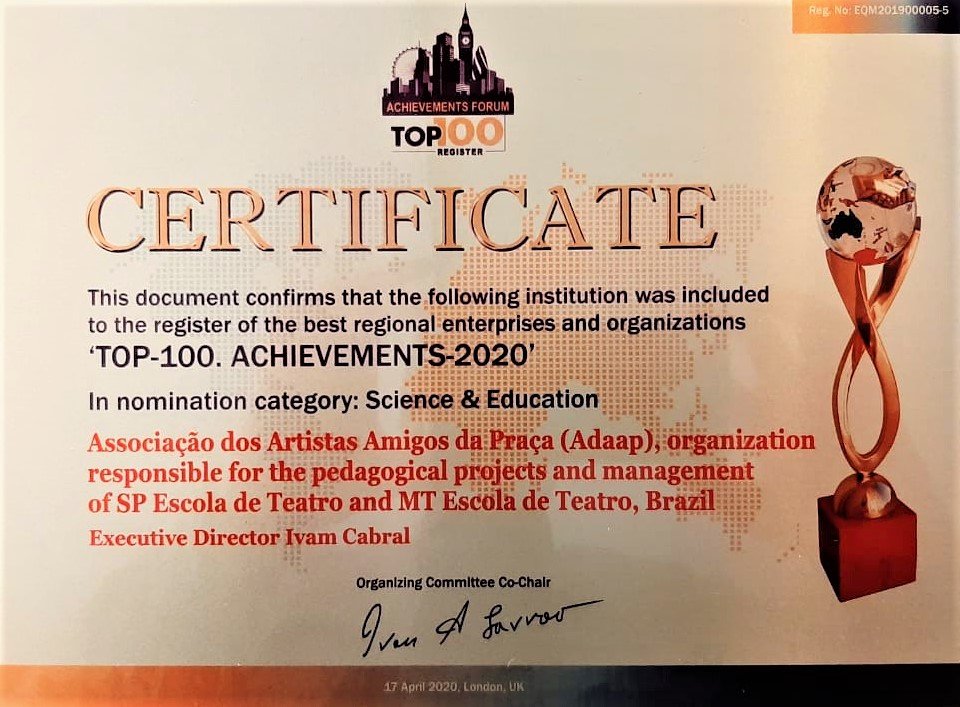 Reg. No: EQM201900005-5
ACHIEVEMENTS FORUM
TOP100
REGISTER
CERTIFICATE
This document confirms that the following institution was included
to the register of the best regional enterprises and organizations
‘TOP-100. ACHIEVEMENTS-2020’
In nomination category: Science & Education
Associação dos Artistas Amigos da Praça (Adaap), organization
responsible for the pedagogical projects and management
of SP Escola de Teatro and MT Escola de Teatro, Brazil
Executive Director Ivam Cabral
Organizing Committee Co-Chair
Ivan A Savvov
17 April 2020, London, UK